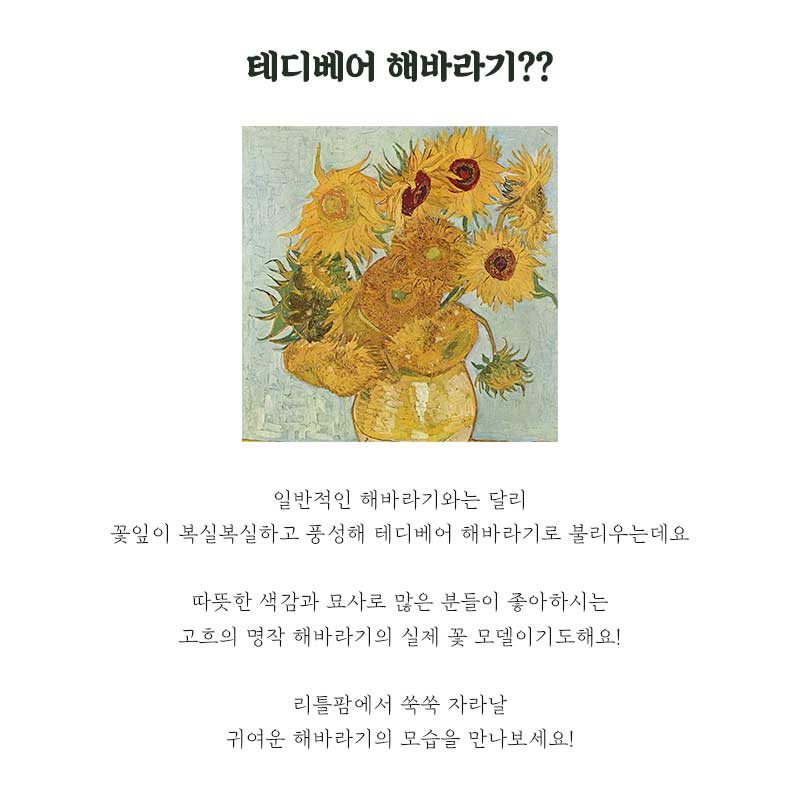 테디베어 해바라기??
일반적인 해바라기와는 달리
꽃잎이 복실복실하고 풍성해 테디베어 해바라기로 불리우는데요
따뜻한 색감과 묘사로 많은 분들이 좋아하시는
고흐의 명작 해바라기의 실제 꽃 모델이기도해요!
리틀팜에서 쑥쑥 자라날
귀여운 해바라기의 모습을 만나보세요!